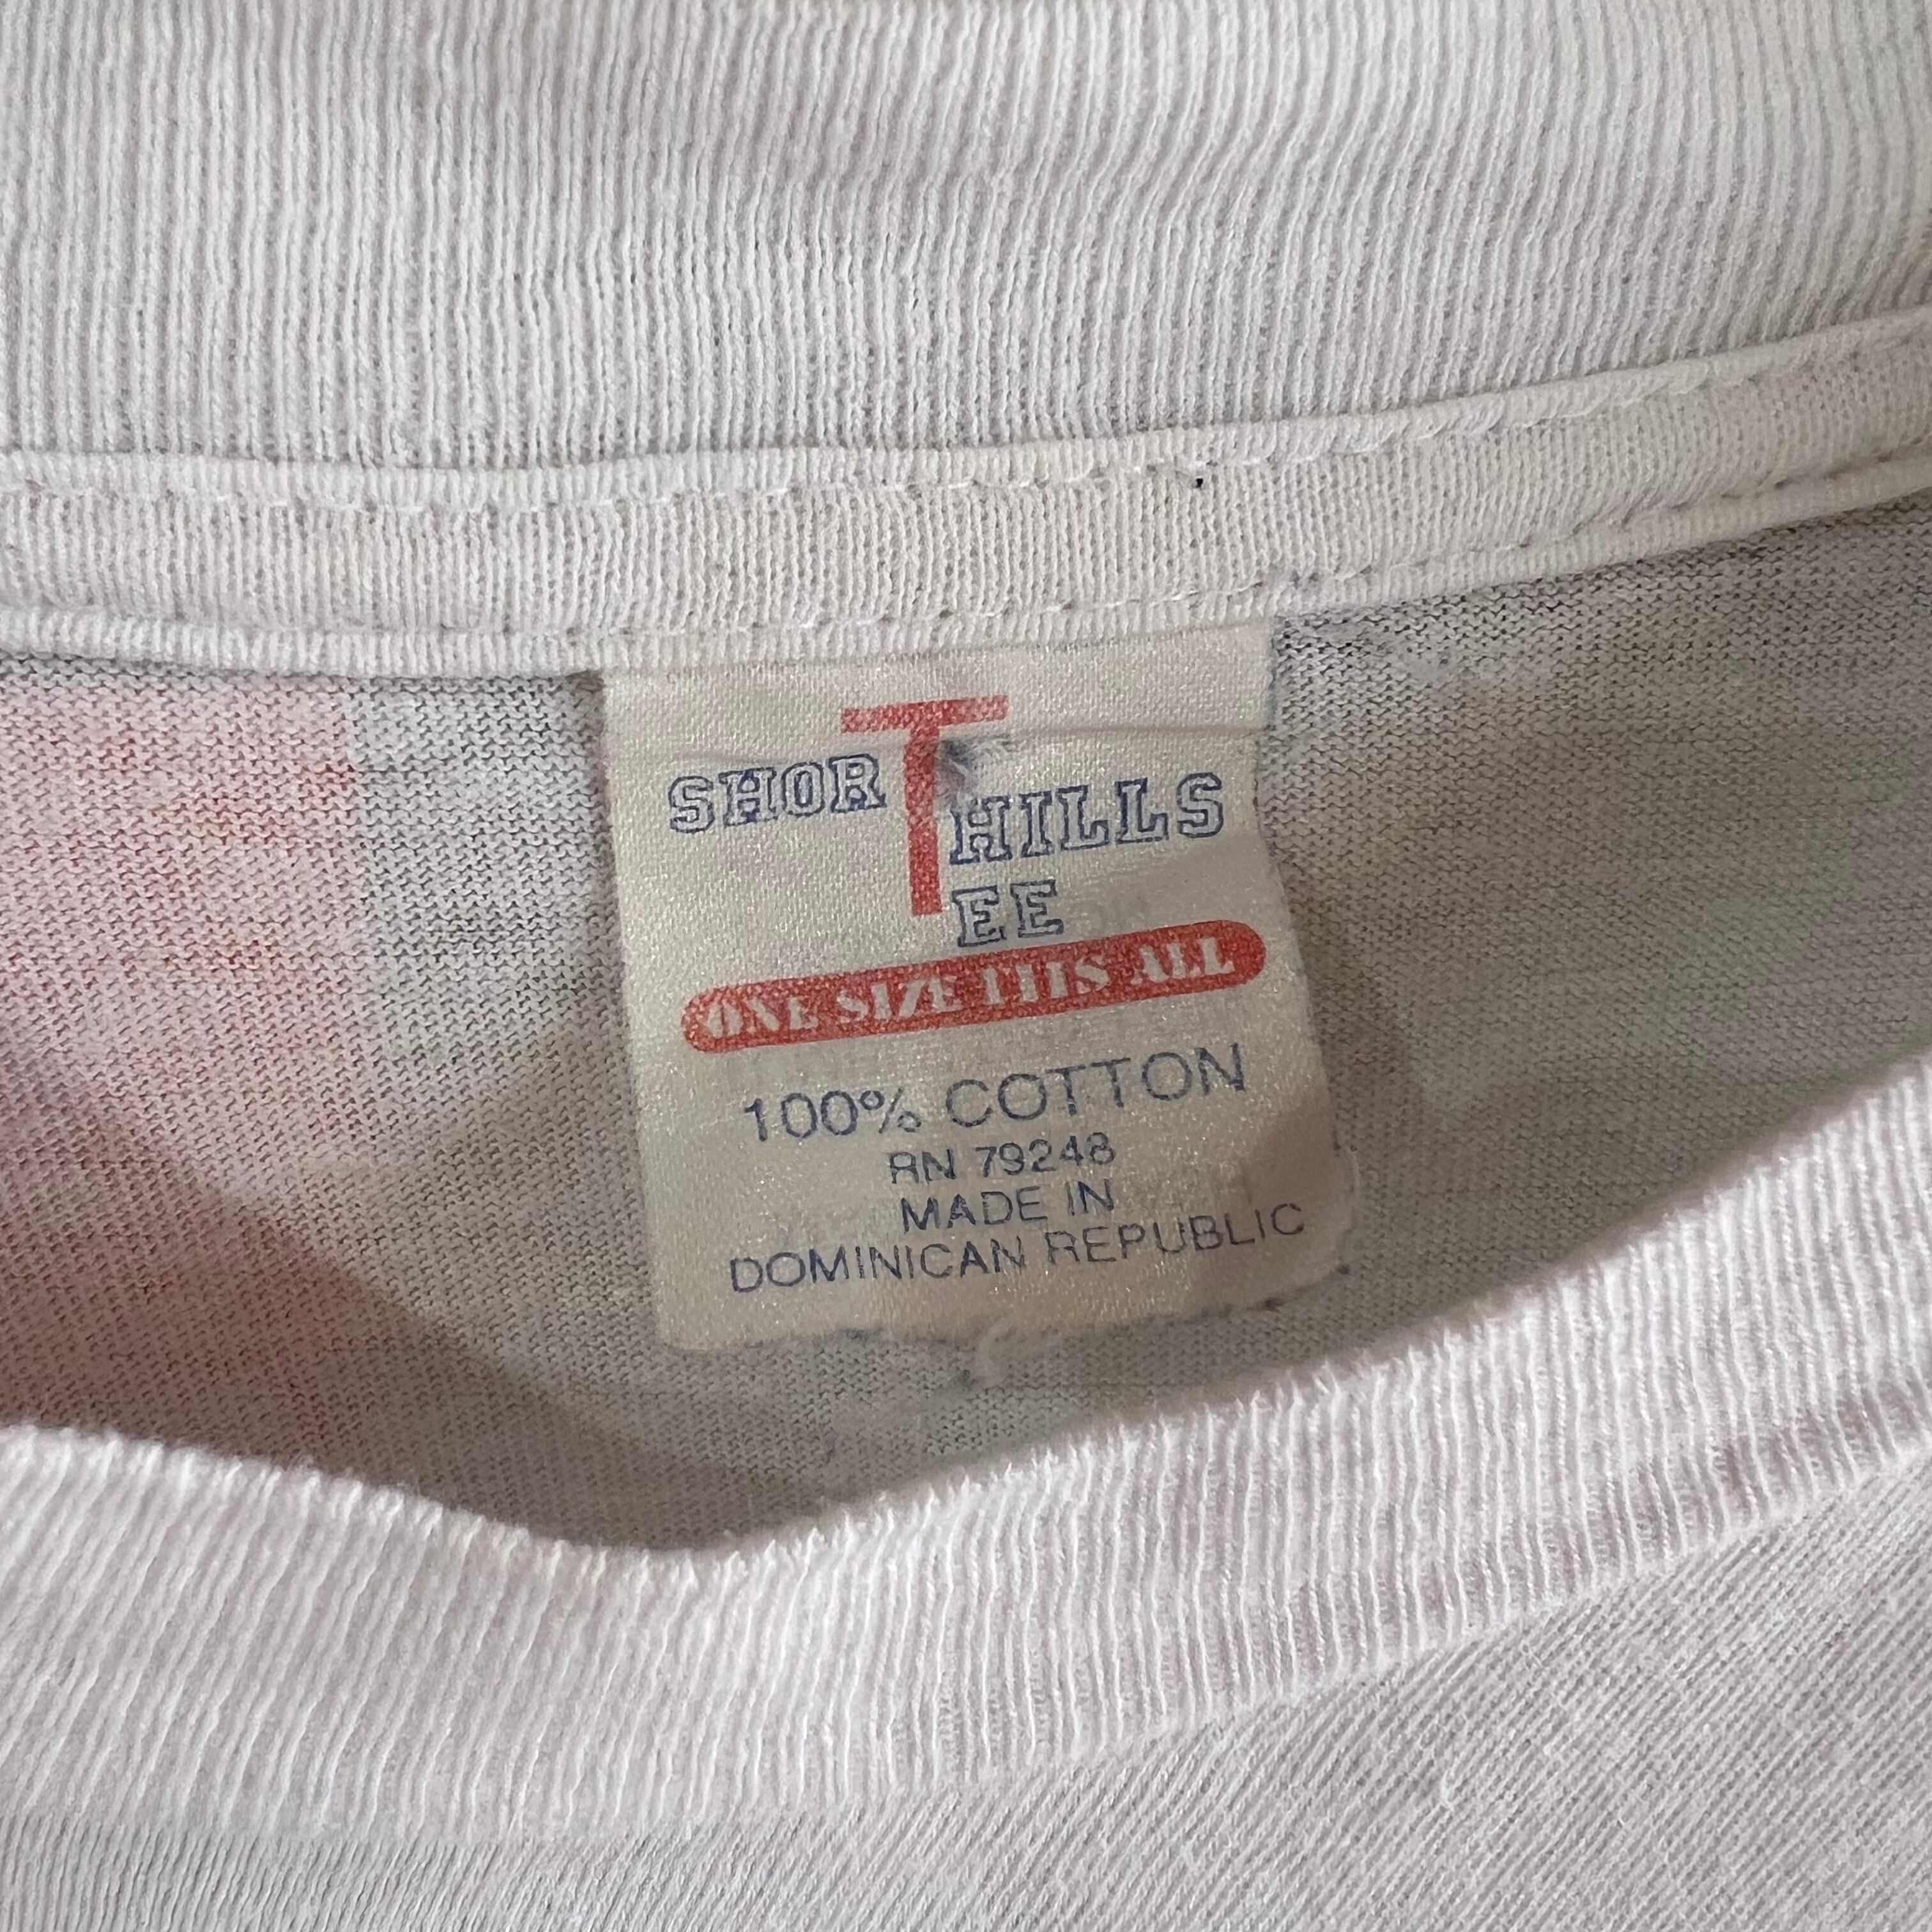 SHORT HILLS
TEE
ONE SIZE FITS ALL
100% COTTON
RN 79248
MADE IN
DOMINICAN REPUBLIC